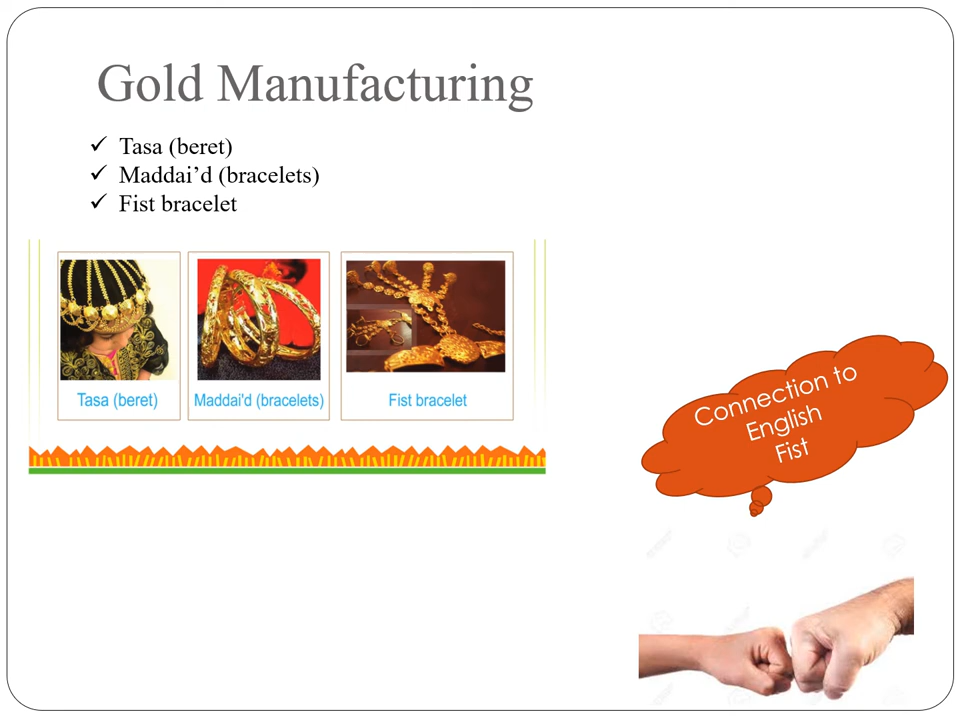 Gold Manufacturing
Tasa (beret)
Maddai’d (bracelets)
Fist bracelet
Tasa (beret)
Maddai'd (bracelets)
Fist bracelet
Connection to
English
Fist